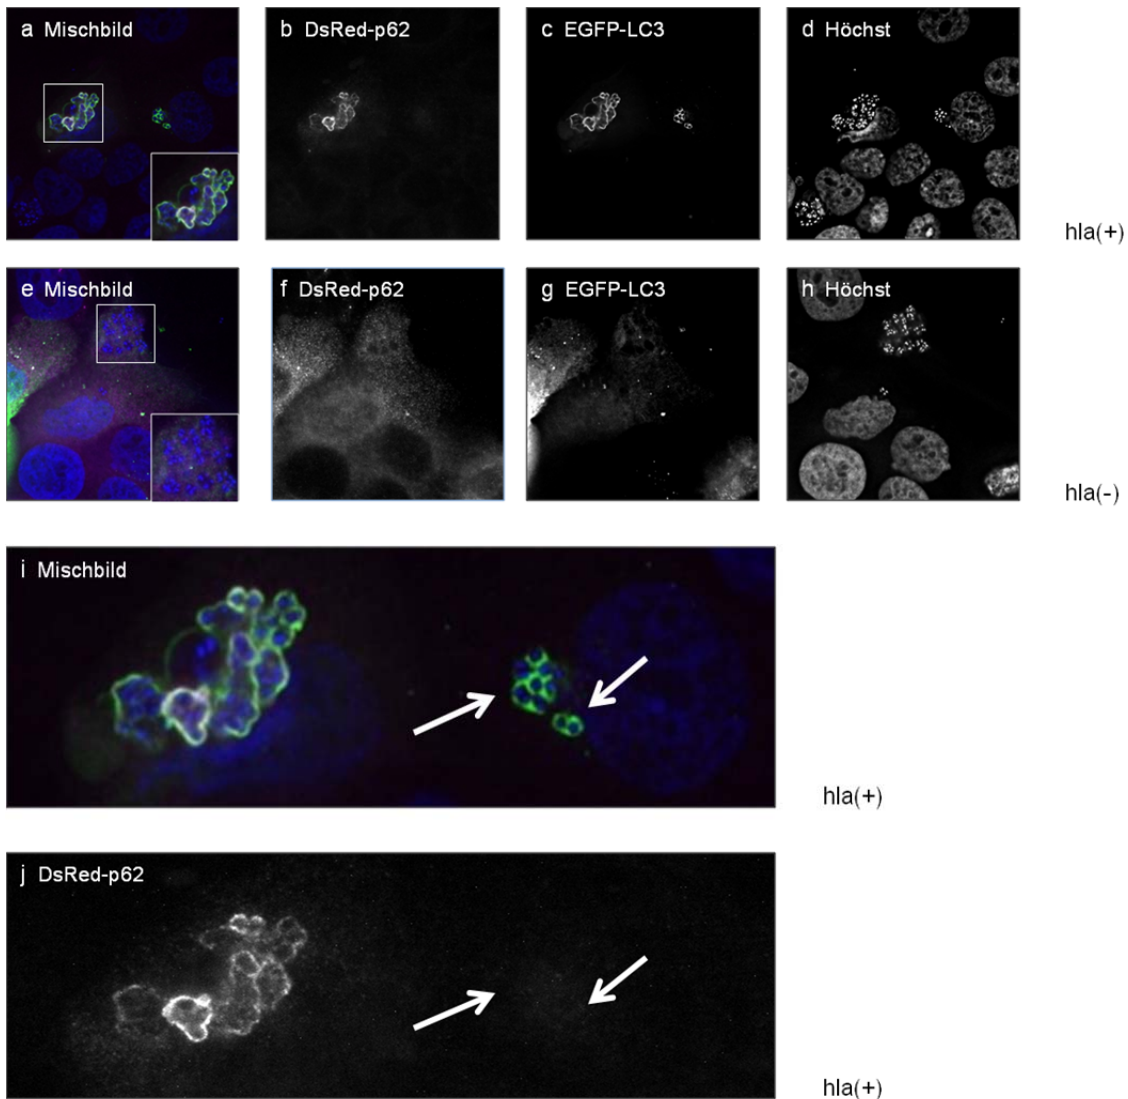 a Mischbild
b DsRed-p62
c EGFP-LC3
d Höchst
hla(+)
e Mischbild
f DsRed-p62
g EGFP-LC3
h Höchst
hla(-)
i Mischbild
hla(+)
j DsRed-p62
hla(+)